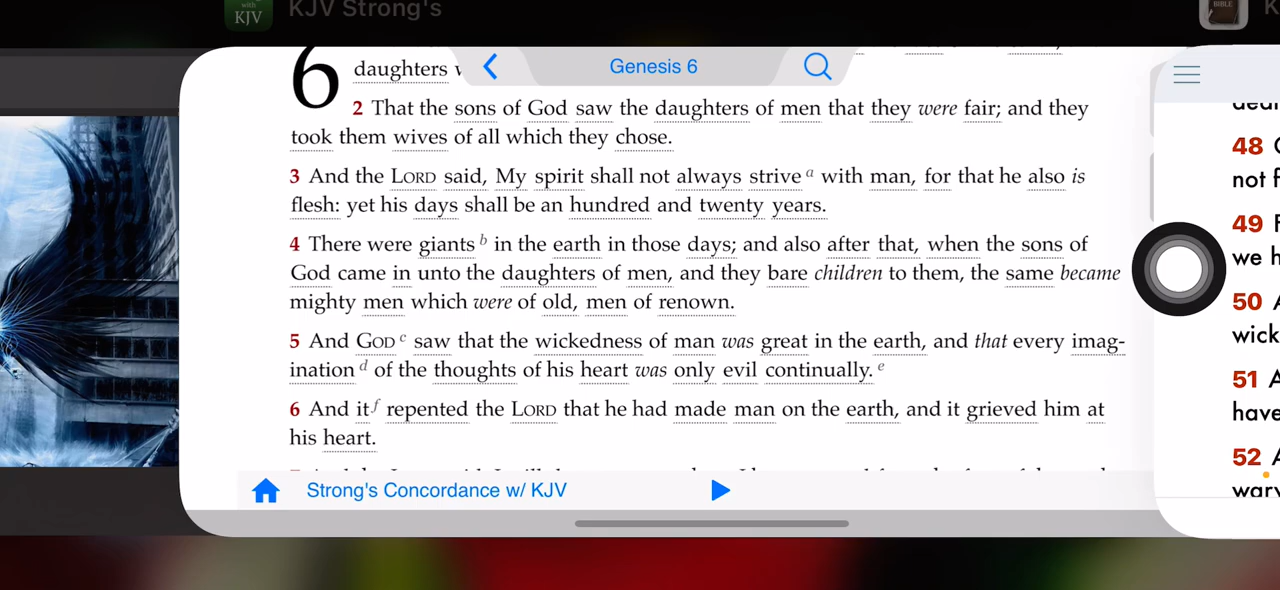 with
KJV
KJV Strong's
BIBLE
K
6
daughters
Genesis 6
2 That the sons of God saw the daughters of men that they were fair; and they
took them wives of all which they chose.
3 And the LORD said, My spirit shall not always strive a with man, for that he also is
flesh: yet his days shall be an hundred and twenty years.
4 There were giants b in the earth in those days; and also after that, when the sons of
God came in unto the daughters of men, and they bare children to them, the same became
mighty men which were of old, men of renown.
5 And GOD c saw that the wickedness of man was great in the earth, and that every imag-
ination d of the thoughts of his heart was only evil continually. e
6 And it f repented the LORD that he had made man on the earth, and it grieved him at
his heart.
Strong's Concordance w/ KJV
48
not f
49
we h
50
wick
51
have
52